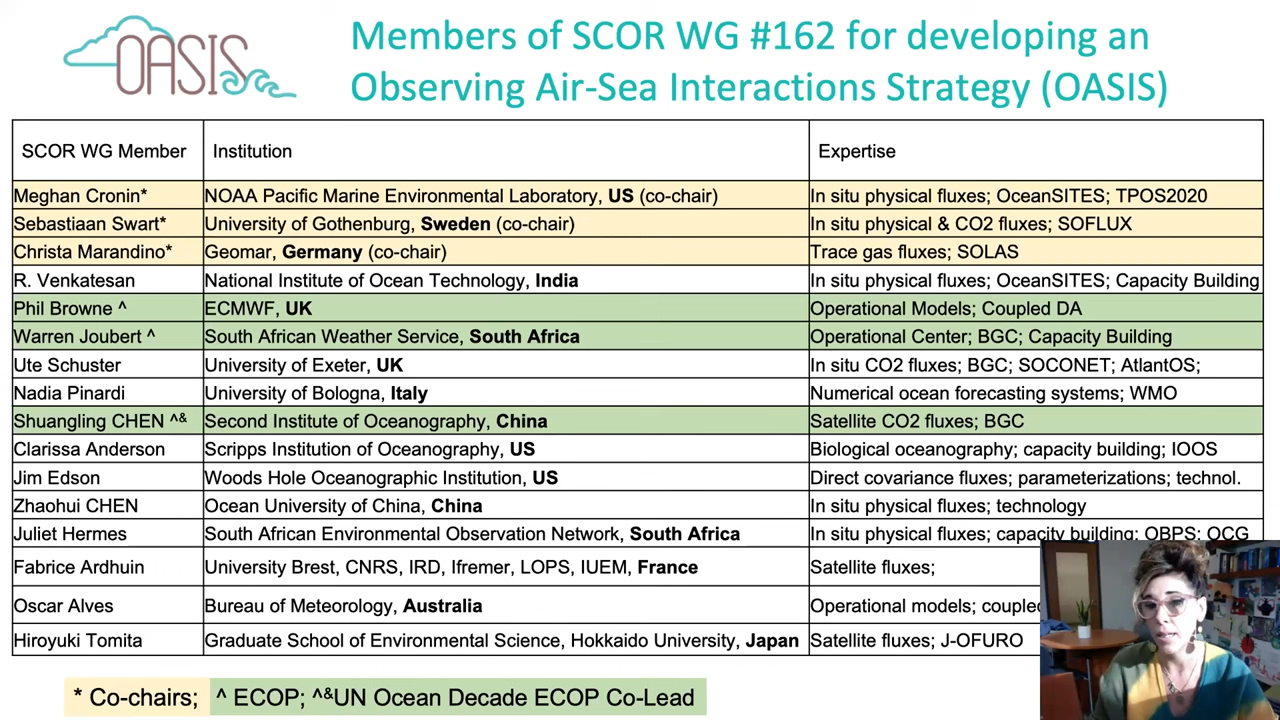 OASIS
Members of SCOR WG #162 for developing an
Observing Air-Sea Interactions Strategy (OASIS)
SCOR WG Member Institution Expertise
Meghan Cronin* NOAA Pacific Marine Environmental Laboratory, US (co-chair) In situ physical fluxes; OceanSITES; TPOS2020
Sebastiaan Swart* University of Gothenburg, Sweden (co-chair) In situ physical & CO2 fluxes; SOFLUX
Christa Marandino* Geomar, Germany (co-chair) Trace gas fluxes; SOLAS
R. Venkatesan National Institute of Ocean Technology, India In situ physical fluxes; OceanSITES; Capacity Building
Phil Browne ^ ECMWF, UK Operational Models; Coupled DA
Warren Joubert ^ South African Weather Service, South Africa Operational Center; BGC; Capacity Building
Ute Schuster University of Exeter, UK In situ CO2 fluxes; BGC; SOCONET; AtlantOS;
Nadia Pinardi University of Bologna, Italy Numerical ocean forecasting systems; WMO
Shuangling CHEN ^& Second Institute of Oceanography, China Satellite CO2 fluxes; BGC
Clarissa Anderson Scripps Institution of Oceanography, US Biological oceanography; capacity building; IOOS
Jim Edson Woods Hole Oceanographic Institution, US Direct covariance fluxes; parameterizations; technol.
Zhaohui CHEN Ocean University of China, China In situ physical fluxes; technology
Juliet Hermes South African Environmental Observation Network, South Africa In situ physical fluxes; capacity building; OBPS; OCG
Fabrice Ardhuin University Brest, CNRS, IRD, Ifremer, LOPS, IUEM, France Satellite fluxes;
Oscar Alves Bureau of Meteorology, Australia Operational models; coupled
Hiroyuki Tomita Graduate School of Environmental Science, Hokkaido University, Japan Satellite fluxes; J-OFURO
* Co-chairs; ^ ECOP; ^&UN Ocean Decade ECOP Co-Lead